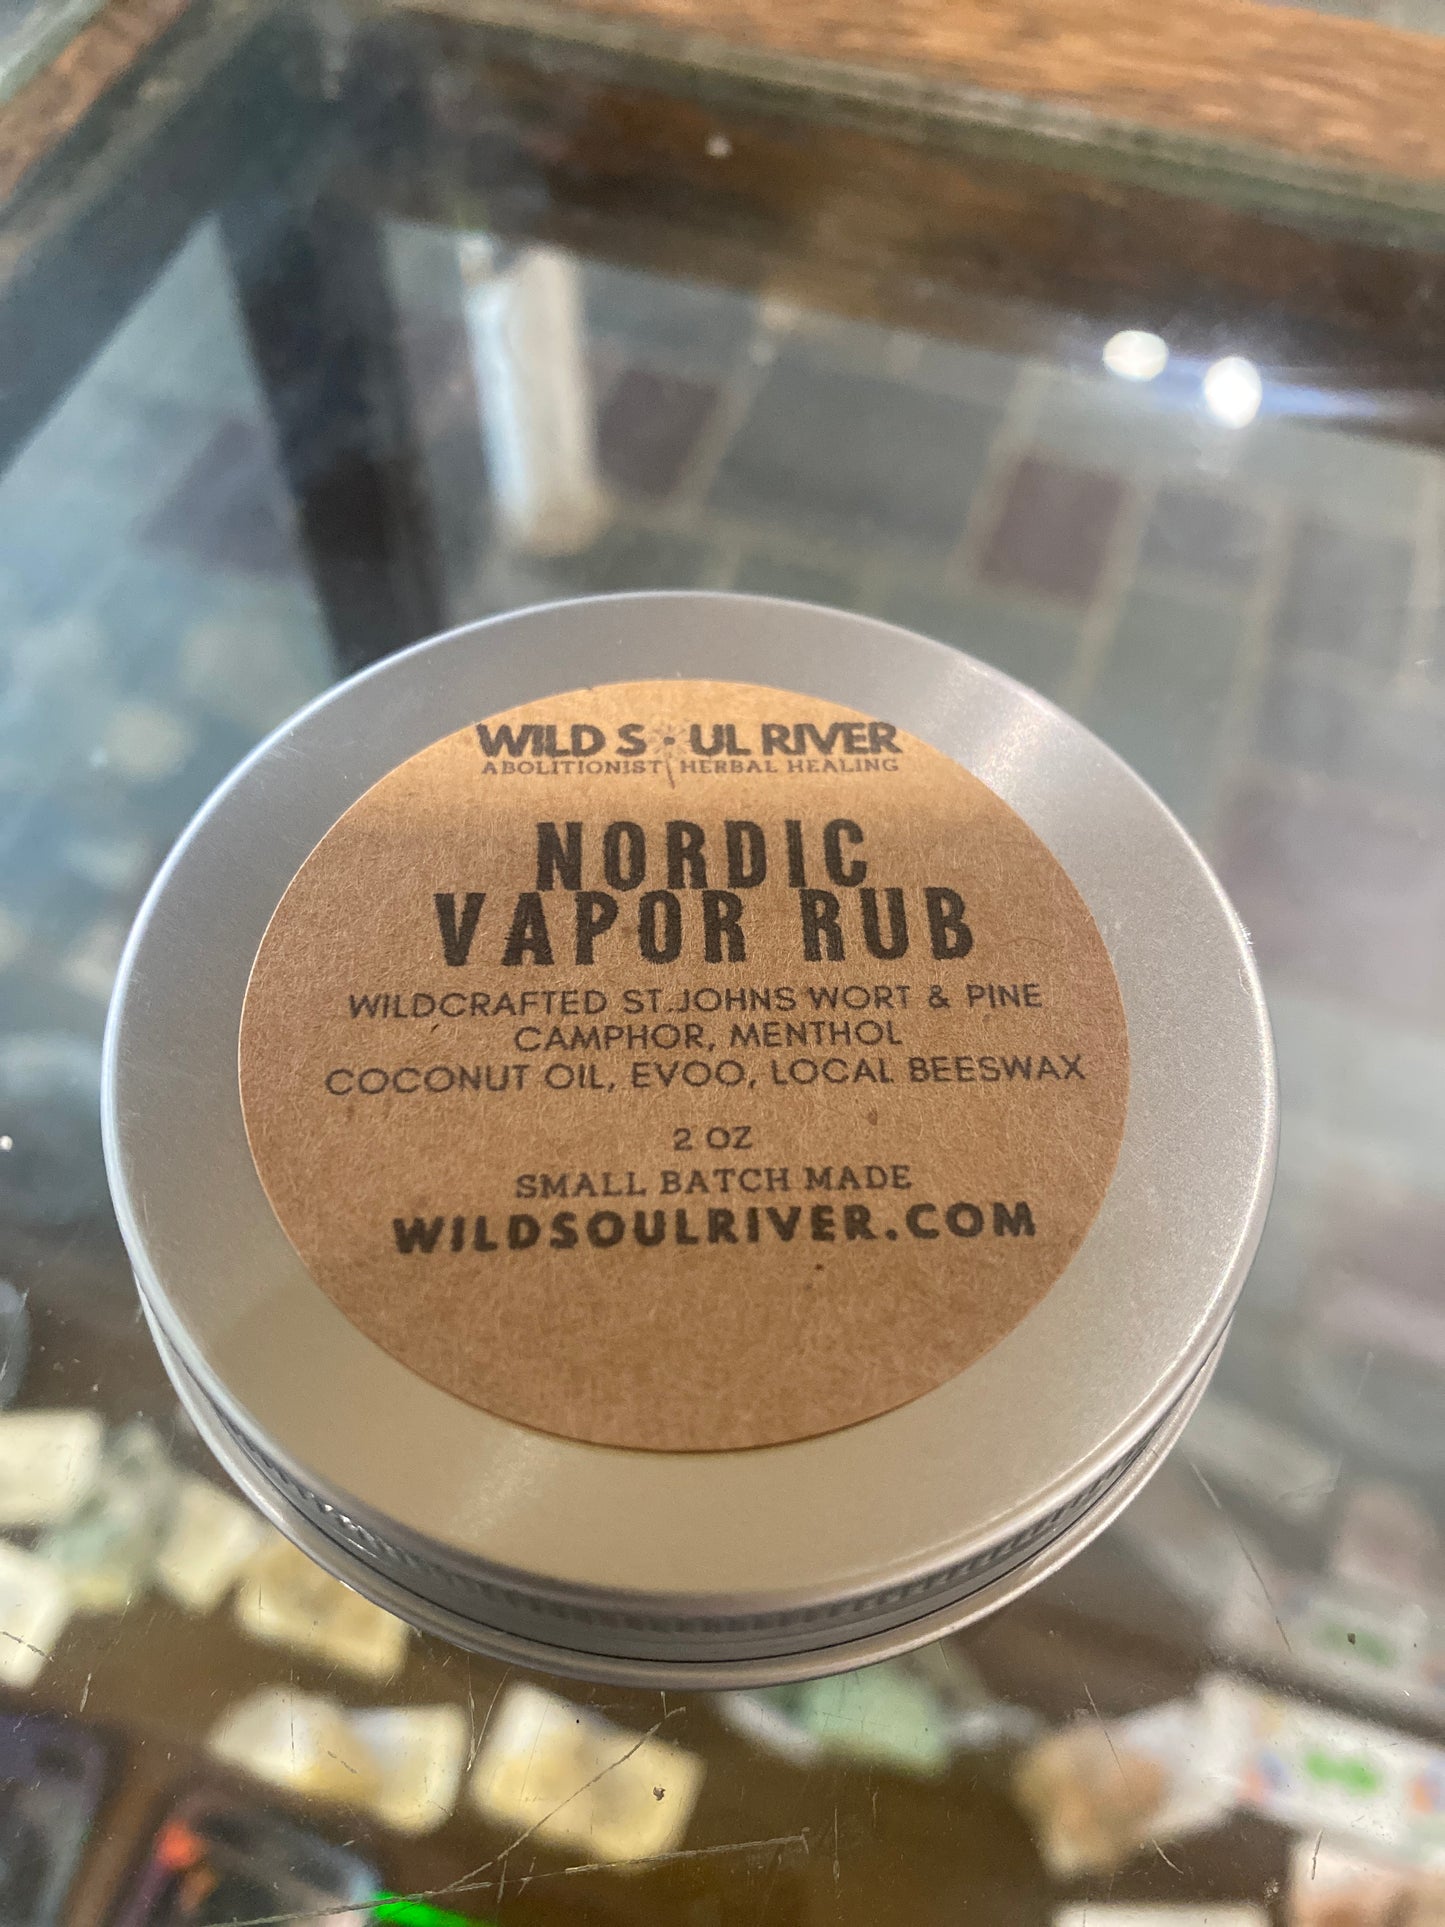 WILD SOUL RIVER
ABOLITIONIST HERBAL HEALING
NORDIC
VAPOR RUB
WILDCRAFTED ST. JOHNS WORT & PINE
CAMPHOR, MENTHOL
COCONUT OIL, EVOO, LOCAL BEESWAX
2 OZ
SMALL BATCH MADE
WILDSOULRIVER.COM